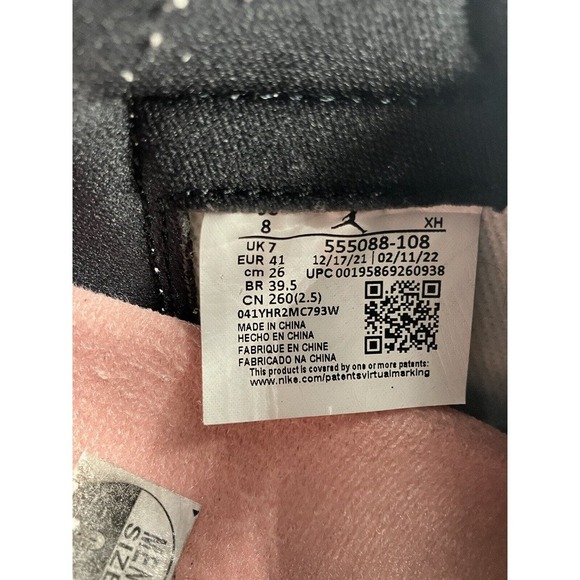 8 XH
UK 7 555088-108
EUR 41 12/17/21 02/11/22
cm 26 UPC 00195869260938
BR 39.5
CN 260(2.5)
041YHR2MC793W
MADE IN CHINA
HECHO EN CHINA
FABRIQUE EN CHINE
FABRICADO NA CHINA
This product is covered by one or more patents. See
www.nike.com/patentsvirtualmarking